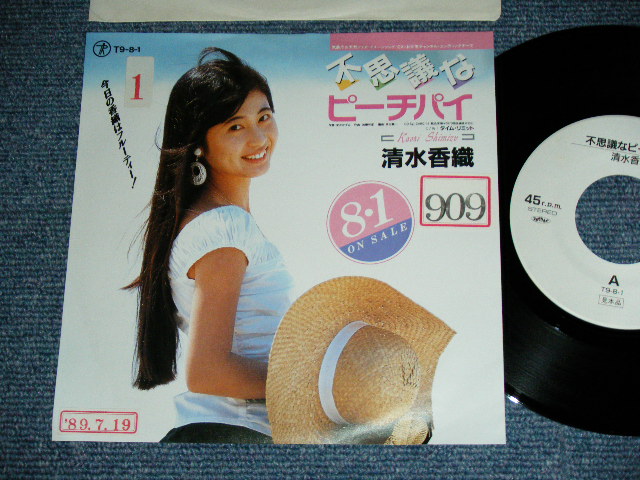 T9-8-1
1
今日の香織はフルーティー!
不思議な
ピーチパイ
タイム・リミット
Kaori Shimizu
清水香織
8・1
ON SALE
909
'89.7.19
不思議なピー
清水香
45 r.p.m.
STEREO
A
T9-8-1
見本品